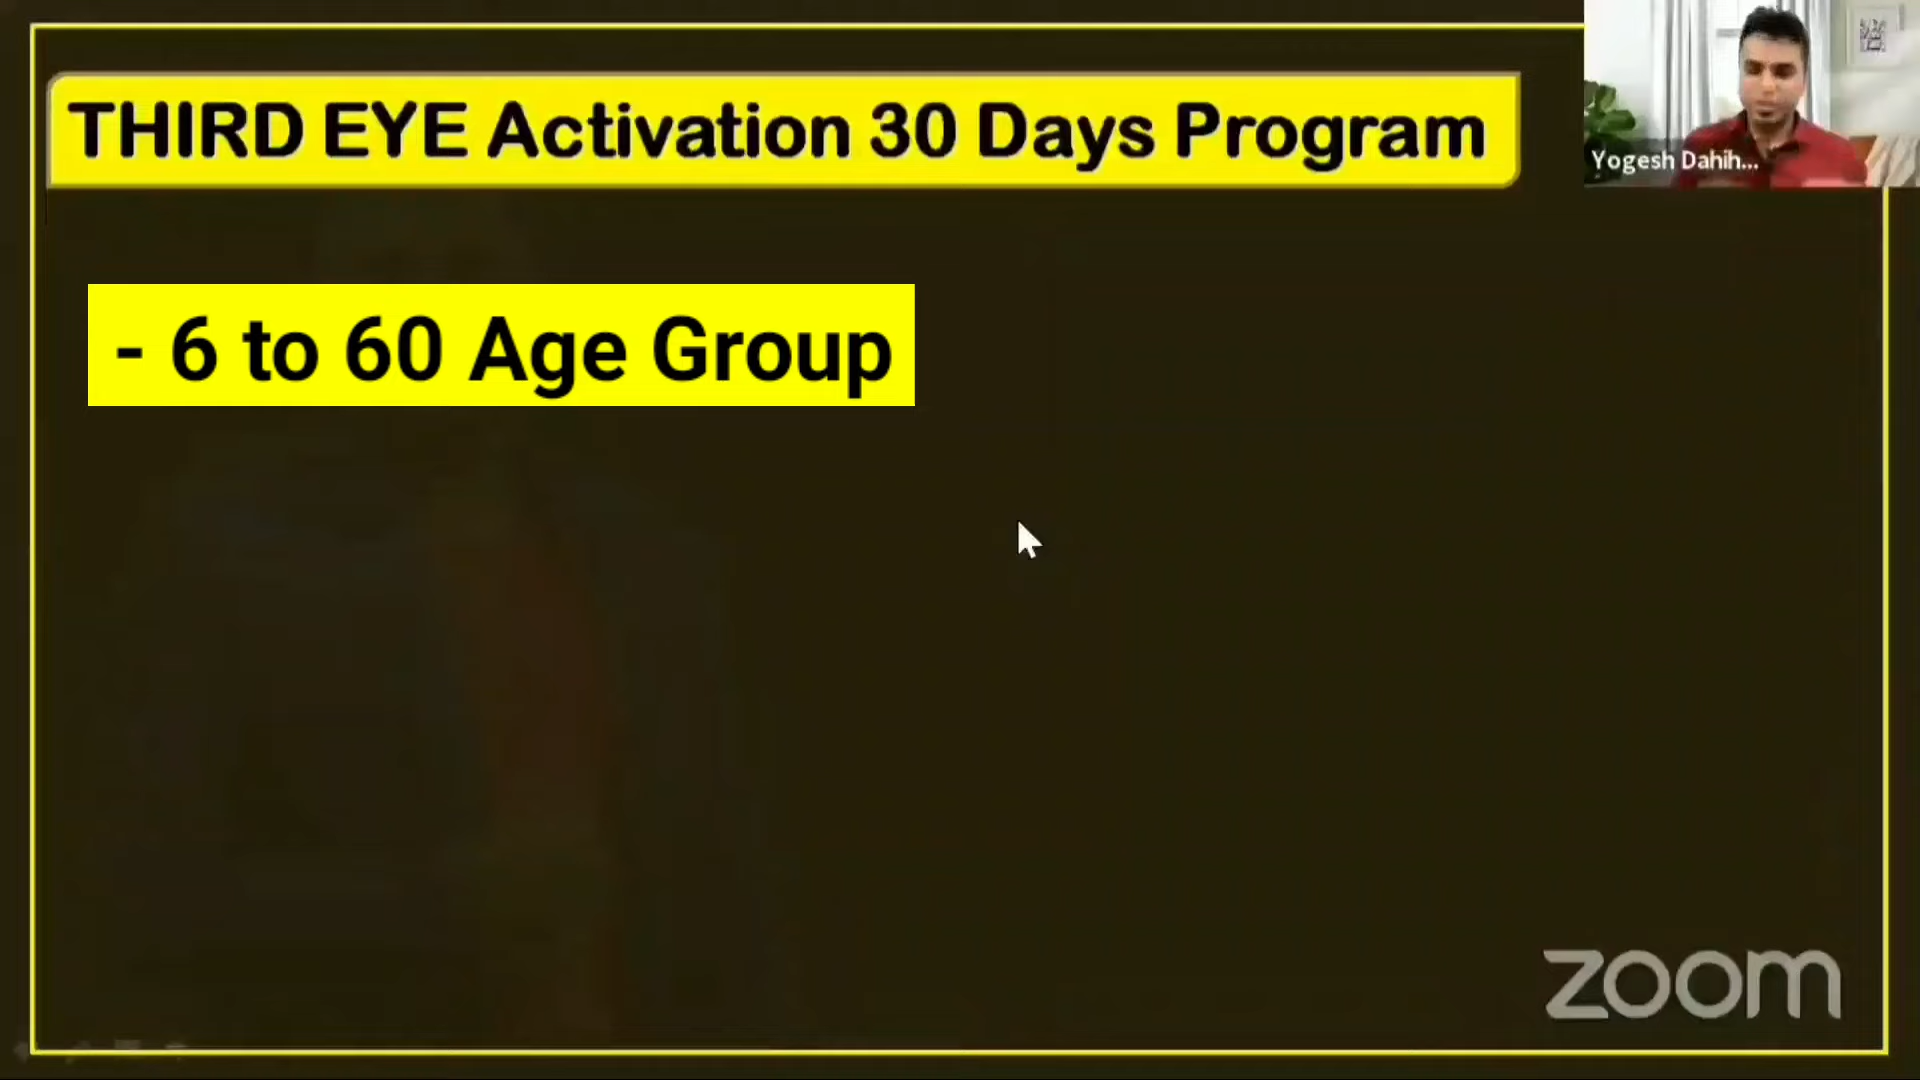 THIRD EYE Activation 30 Days Program
Yogesh Dahih...
- 6 to 60 Age Group
zoom